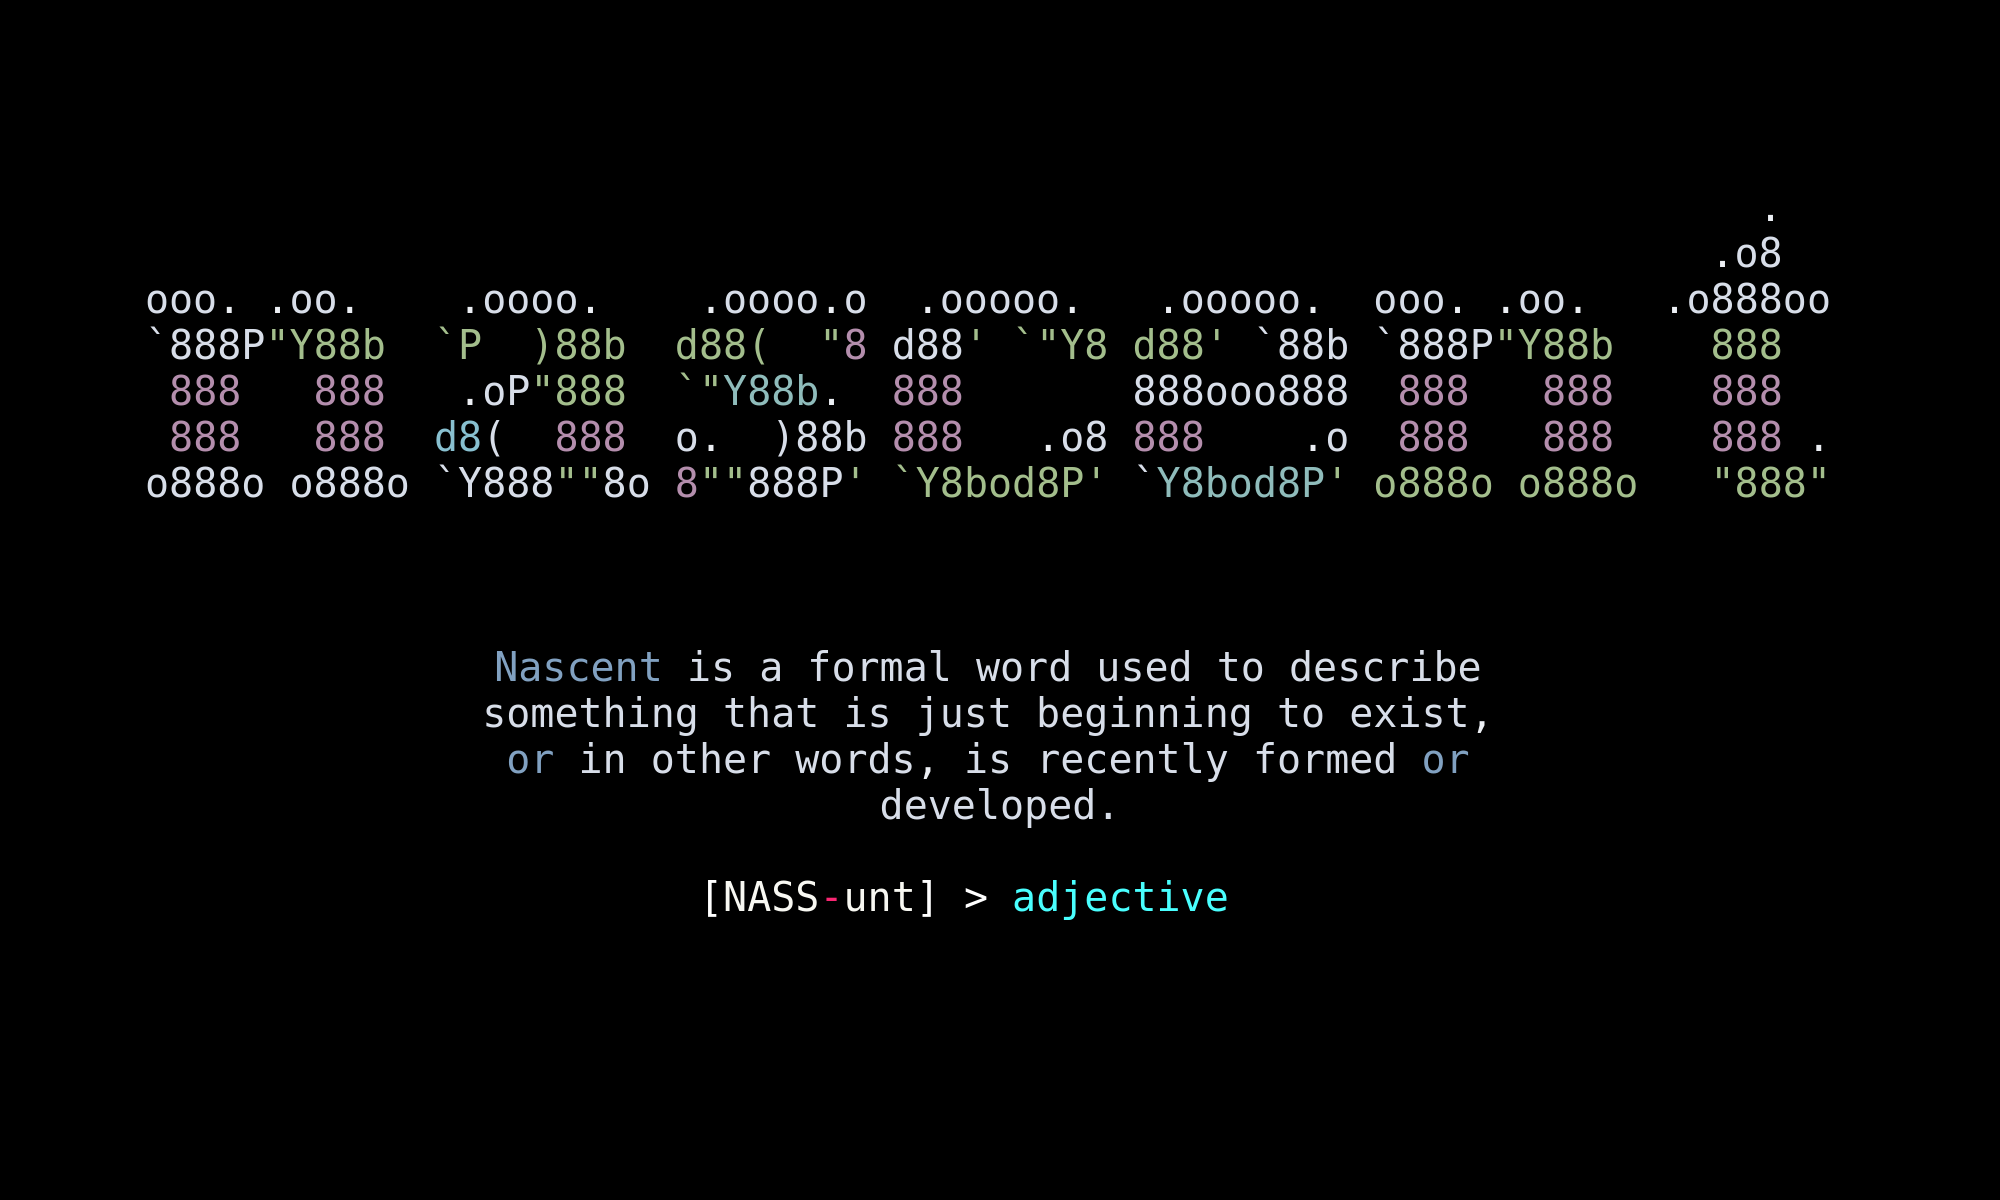 .
                                                                 .o8
ooo. .oo.    .oooo.    .oooo.o  .ooooo.   .ooooo.  ooo. .oo.   .o888oo
`888P"Y88b  `P  )88b  d88(  "8 d88' `"Y8 d88' `88b `888P"Y88b    888
 888   888   .oP"888  `"Y88b.  888       888ooo888  888   888    888
 888   888  d8(  888  o.  )88b 888   .o8 888    .o  888   888    888 .
o888o o888o `Y888""8o 8""888P' `Y8bod8P' `Y8bod8P' o888o o888o   "888"
Nascent is a formal word used to describe
something that is just beginning to exist,
or in other words, is recently formed or
developed.
[NASS-unt] > adjective